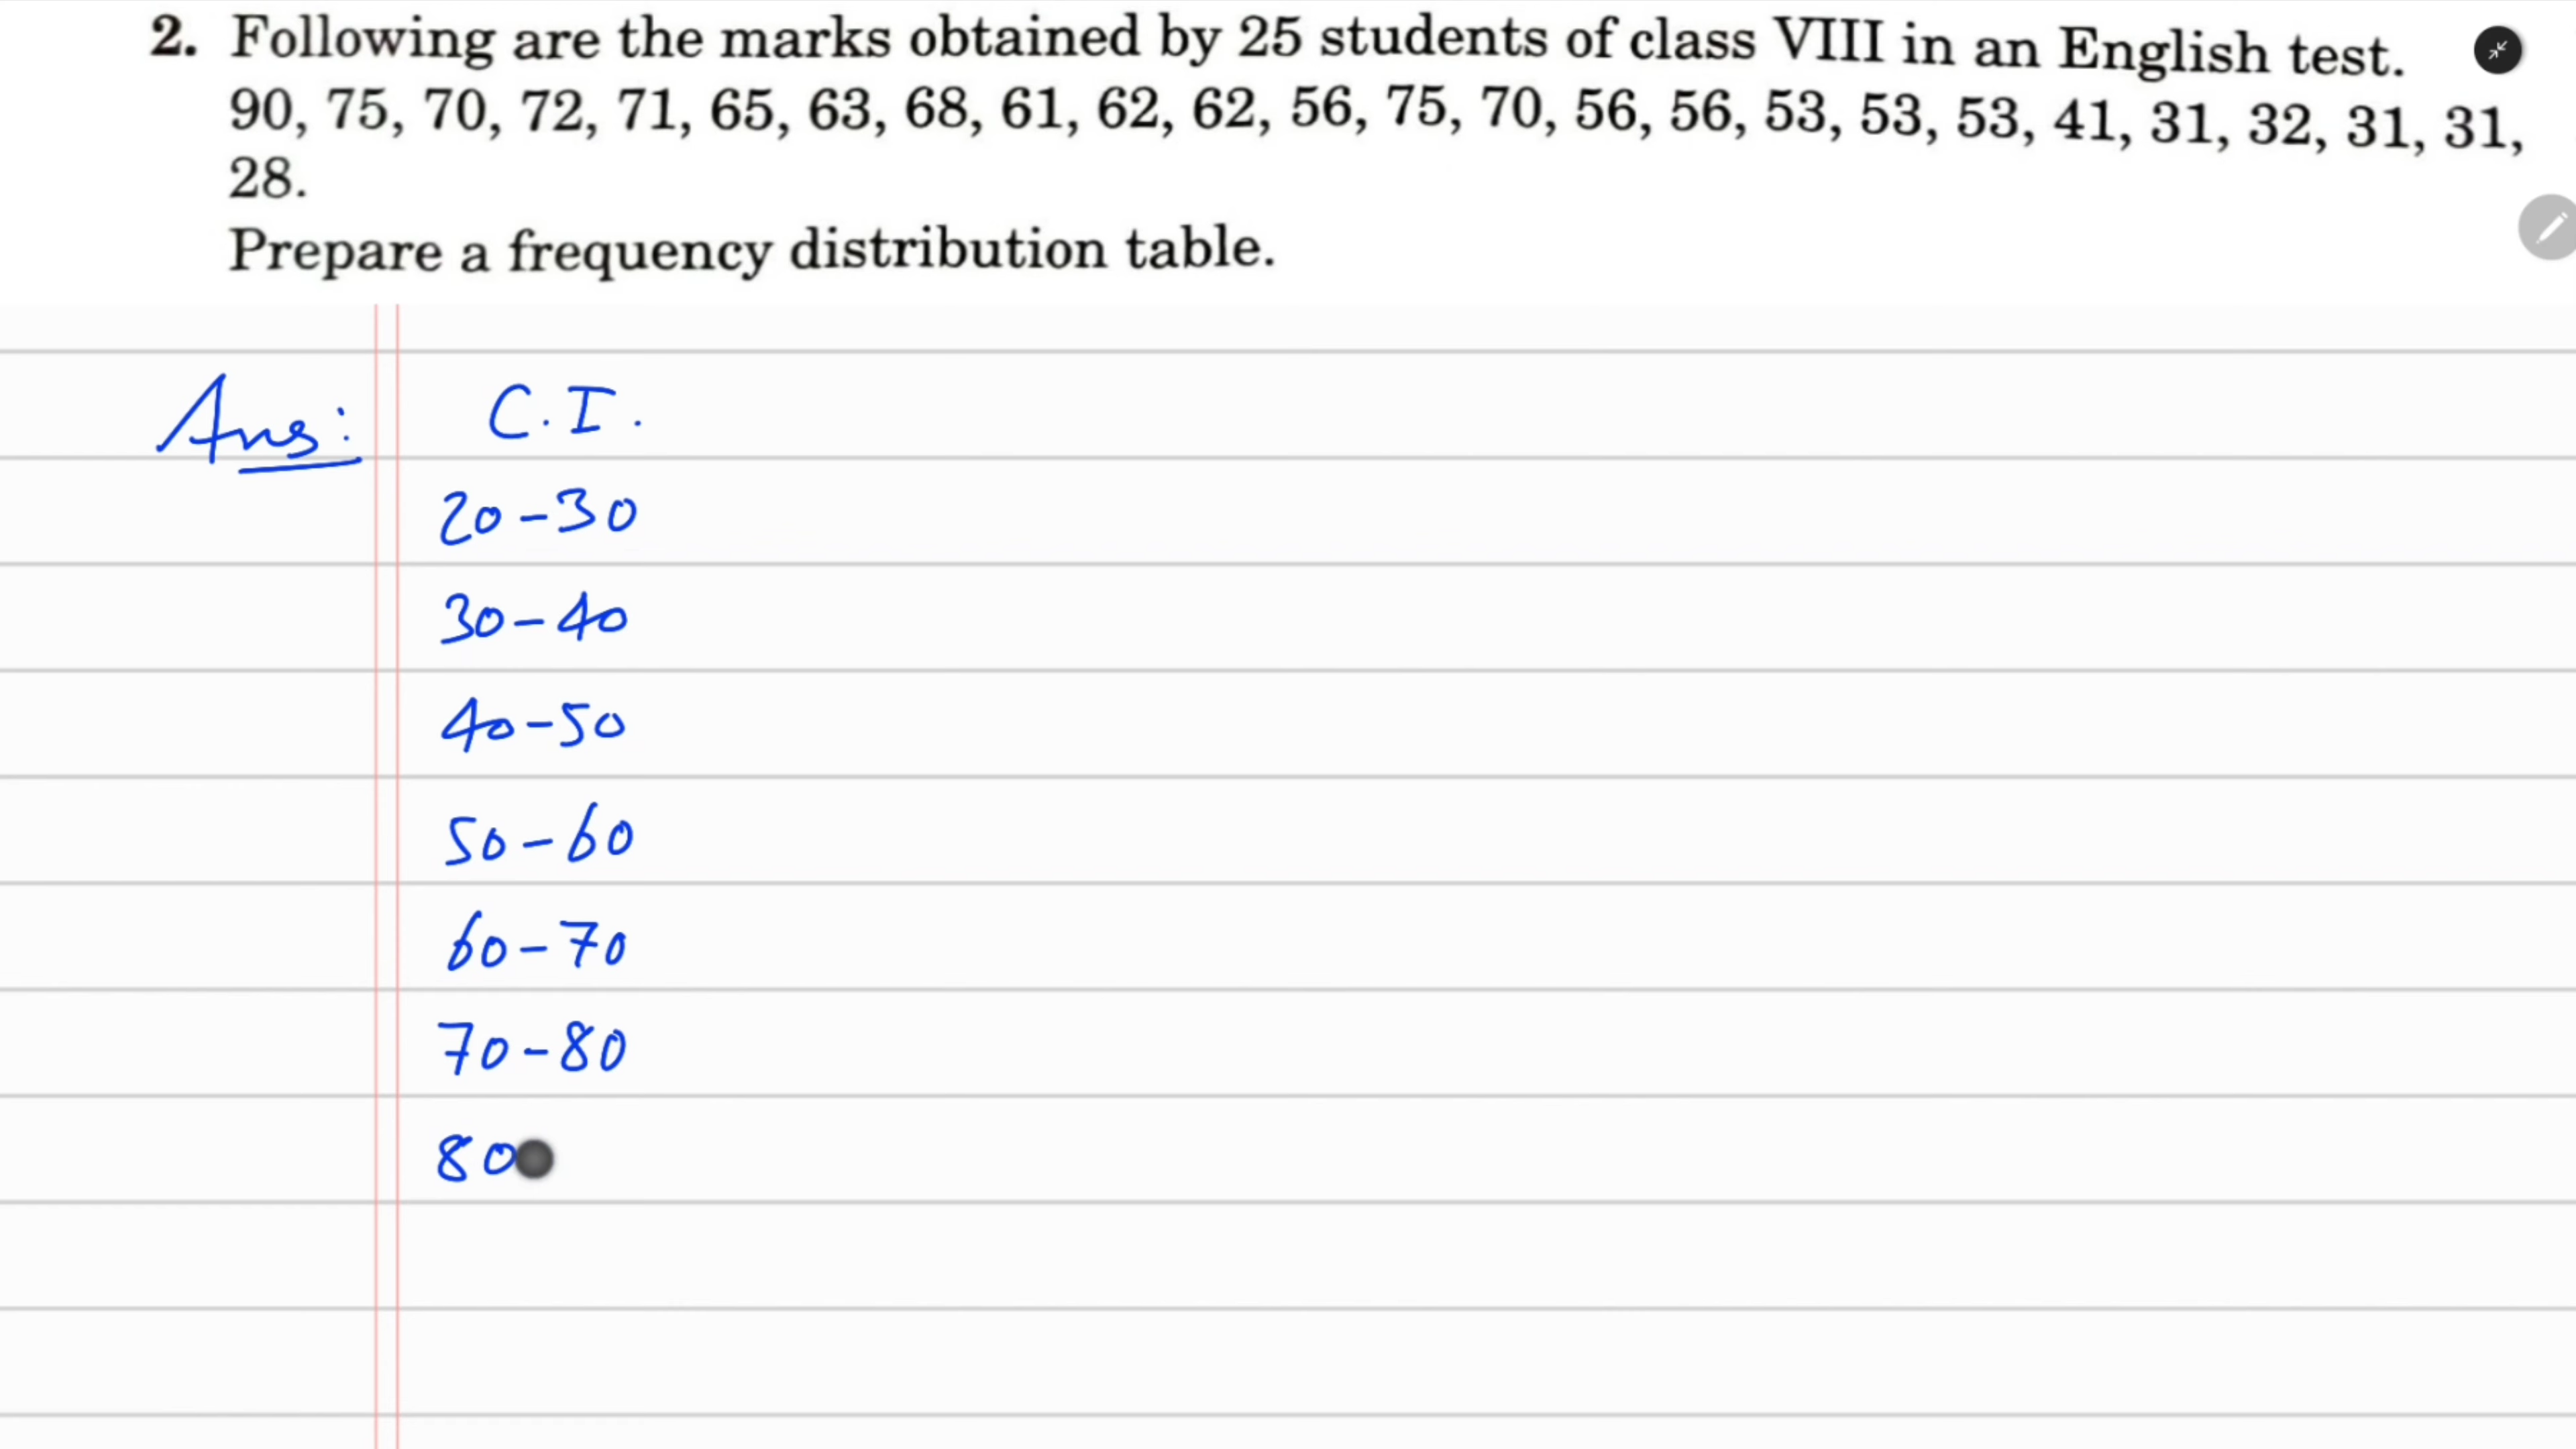 2. Following are the marks obtained by 25 students of class VIII in an English test.
90, 75, 70, 72, 71, 65, 63, 68, 61, 62, 62, 56, 75, 70, 56, 56, 53, 53, 53, 41, 31, 32, 31, 31,
28.
Prepare a frequency distribution table.
Ans: C.I.
20-30
30-40
40-50
50-60
60-70
70-80
80